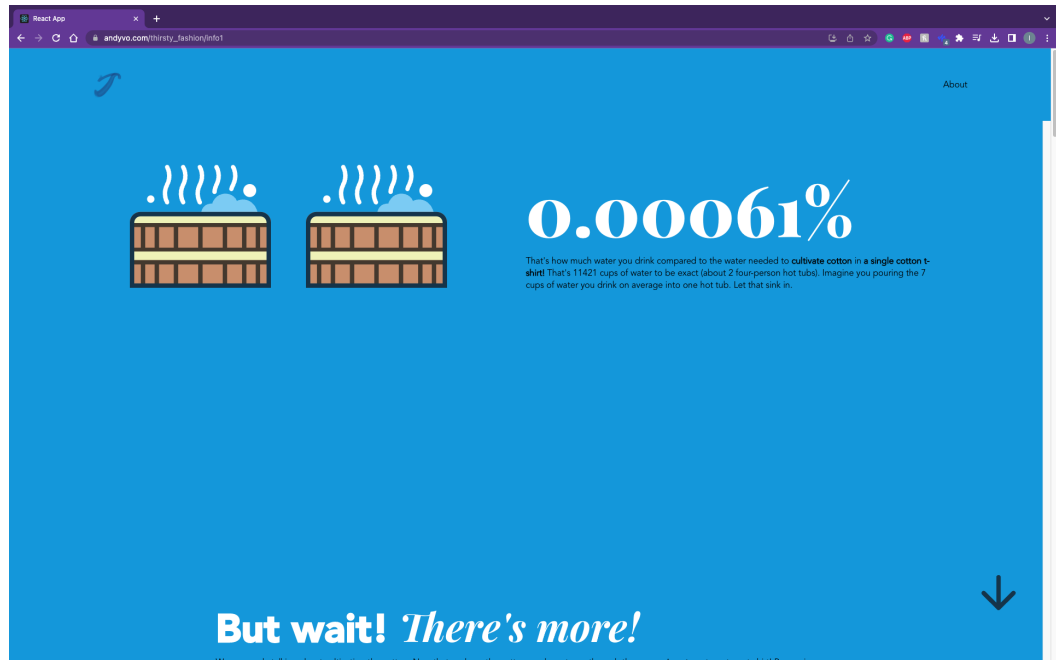 React App
andyvo.com/thirsty_fashion/info1
About
0.00061%
That's how much water you drink compared to the water needed to cultivate cotton in a single cotton t-
shirt! That's 11421 cups of water to be exact (about 2 four-person hot tubs). Imagine you pouring the 7
cups of water you drink on average into one hot tub. Let that sink in.
But wait! There's more!